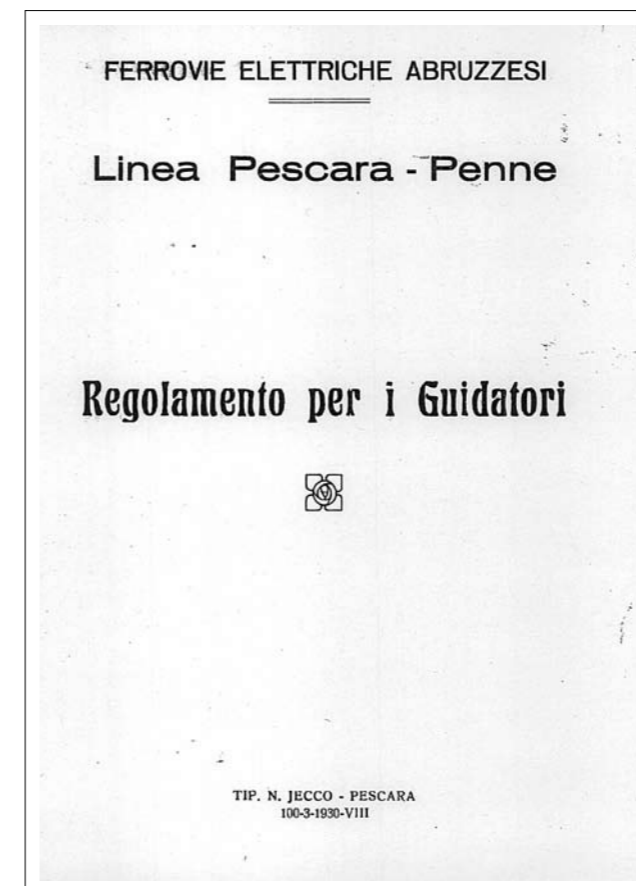 FERROVIE ELETTRICHE ABRUZZESI
Linea Pescara - Penne
Regolamento per i Guidatori
TIP. N. JECCO - PESCARA
100-3-1930-VIII